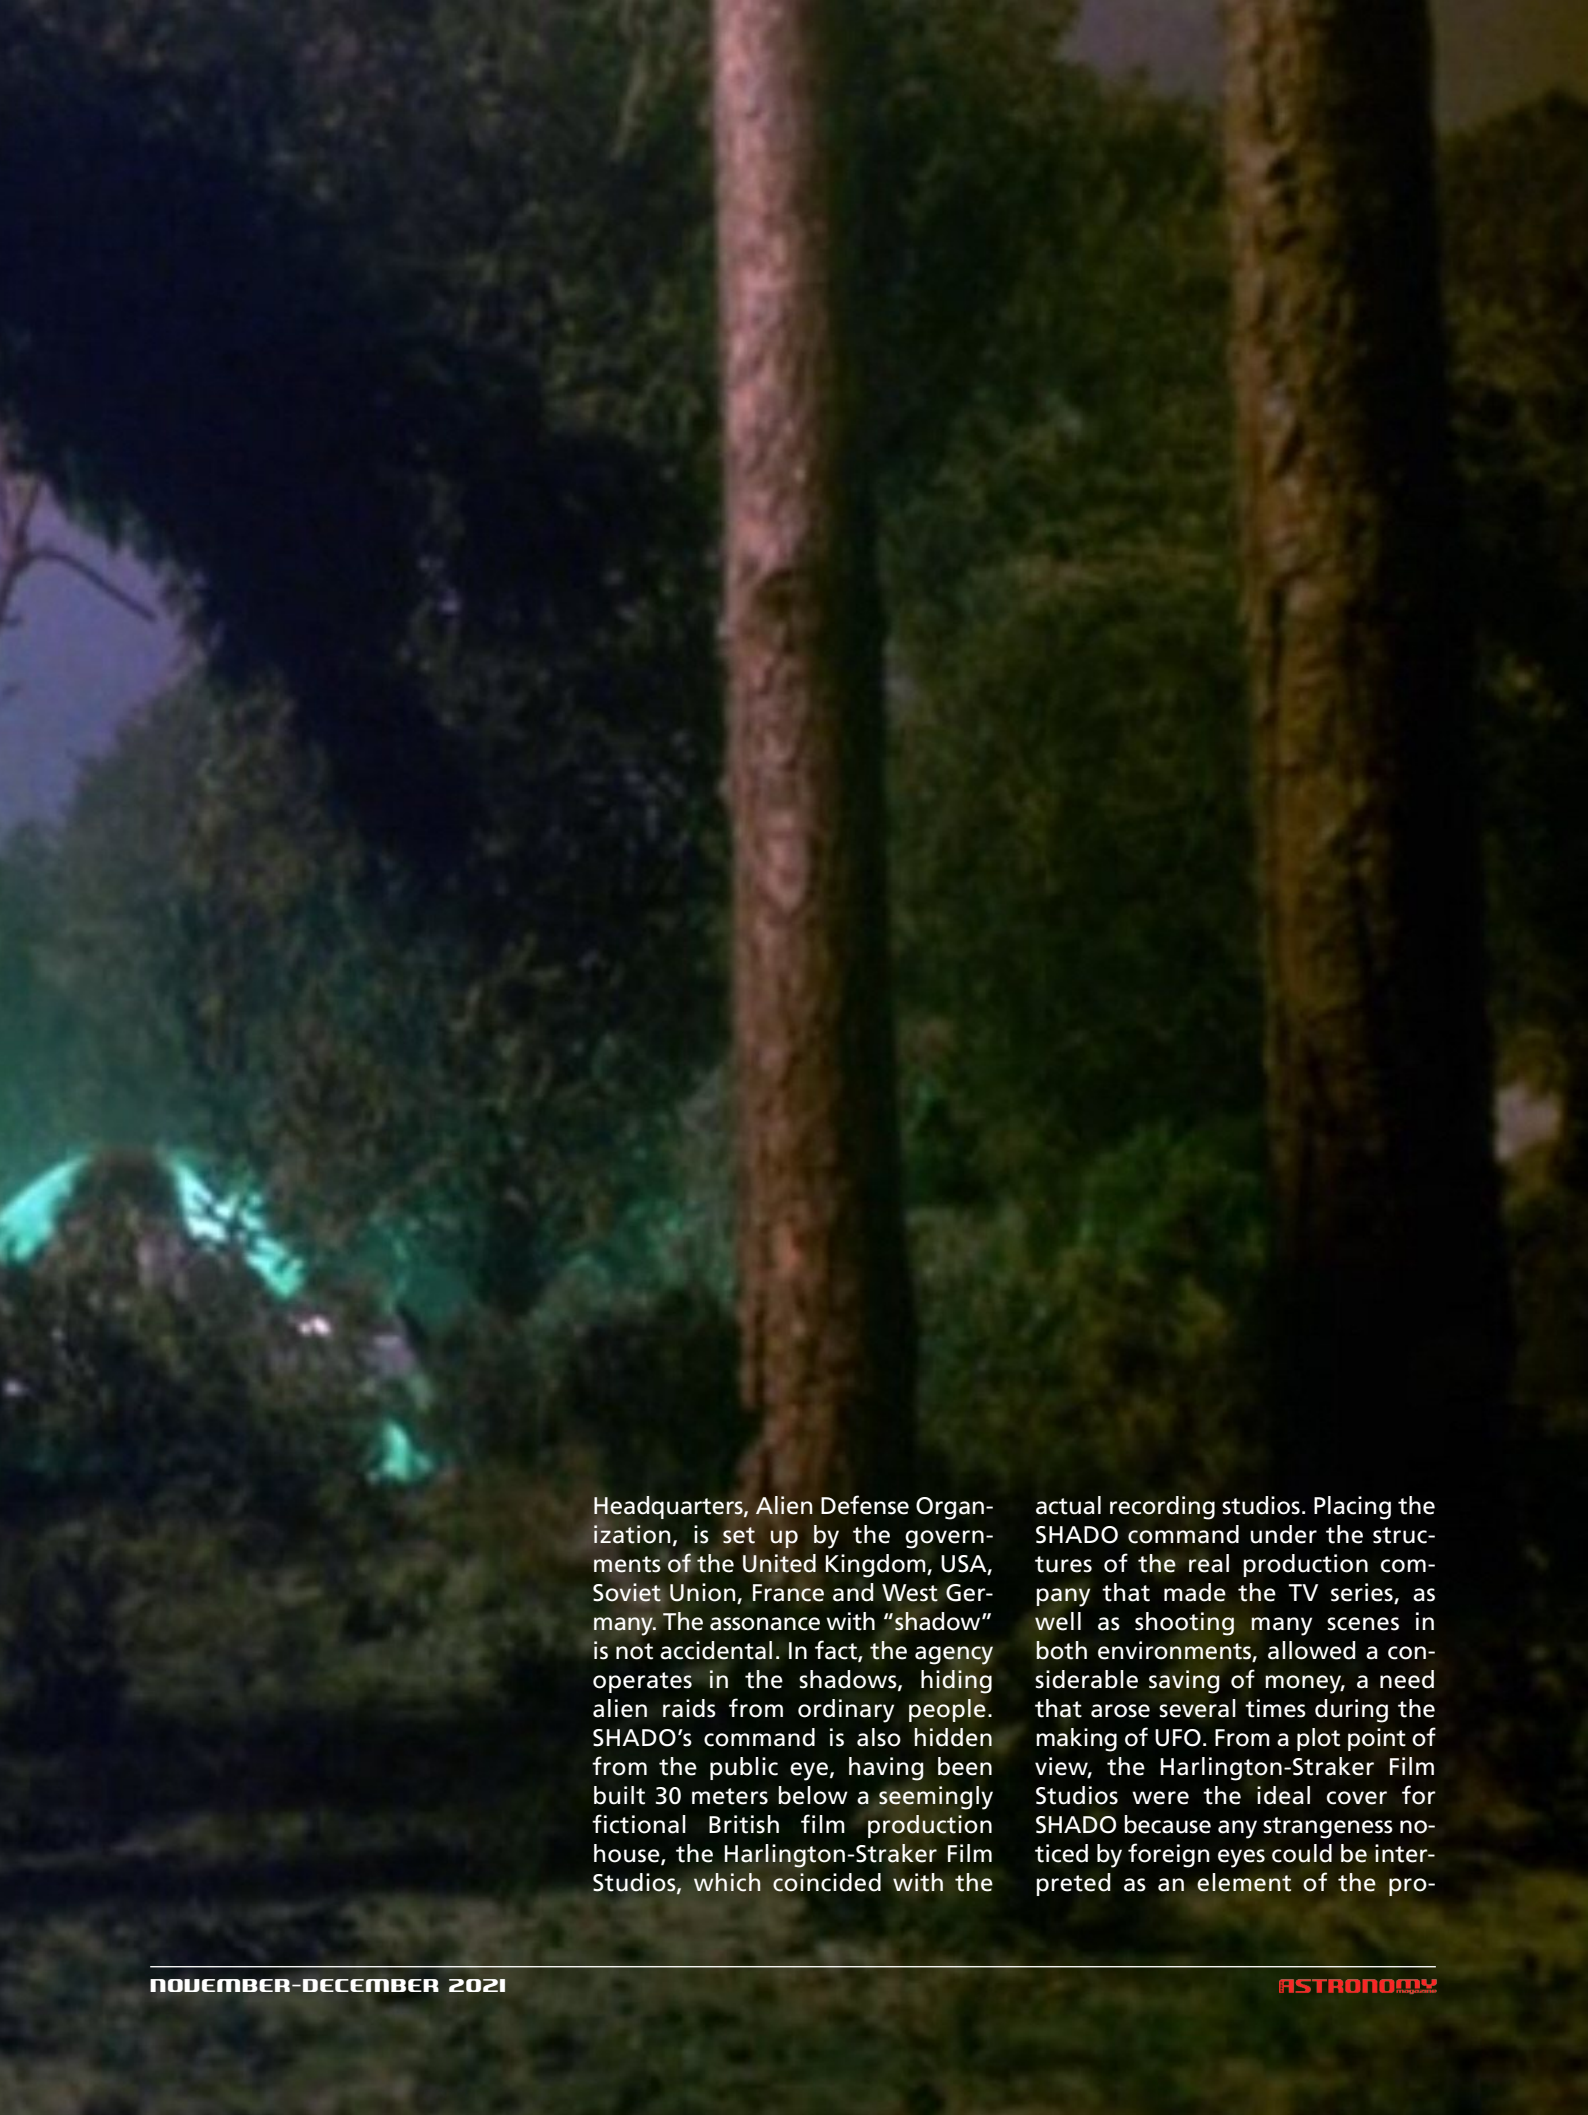 Headquarters, Alien Defense Organ-
ization, is set up by the govern-
ments of the United Kingdom, USA,
Soviet Union, France and West Ger-
many. The assonance with “shadow”
is not accidental. In fact, the agency
operates in the shadows, hiding
alien raids from ordinary people.
SHADO’s command is also hidden
from the public eye, having been
built 30 meters below a seemingly
fictional British film production
house, the Harlington-Straker Film
Studios, which coincided with the
actual recording studios. Placing the
SHADO command under the struc-
tures of the real production com-
pany that made the TV series, as
well as shooting many scenes in
both environments, allowed a con-
siderable saving of money, a need
that arose several times during the
making of UFO. From a plot point of
view, the Harlington-Straker Film
Studios were the ideal cover for
SHADO because any strangeness no-
ticed by foreign eyes could be inter-
preted as an element of the pro-
NOVEMBER-DECEMBER 2021
ASTRONOMY
magazine